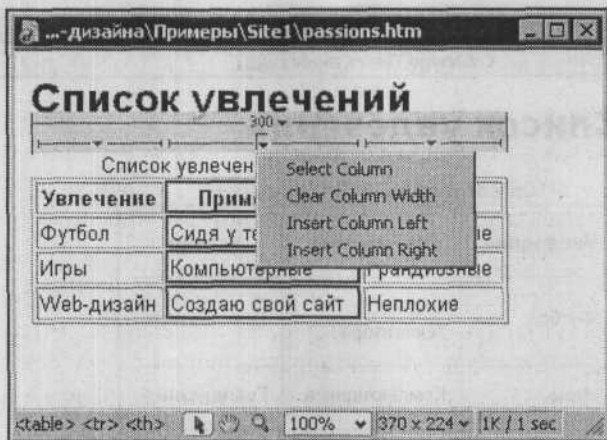 ...-дизайна\Примеры\Site1\passions.htm
Список увлечений
300
Список увлечен
Select Column
Clear Column Width
Insert Column Left
Insert Column Right
Увлечение Прим
Футбол Сидя у те ые
Игры Компьютерные Грандиозные
Web-дизайн Создаю свой сайт Неплохие
<table> <tr> <th> 100% 370 x 224 1K / 1 sec